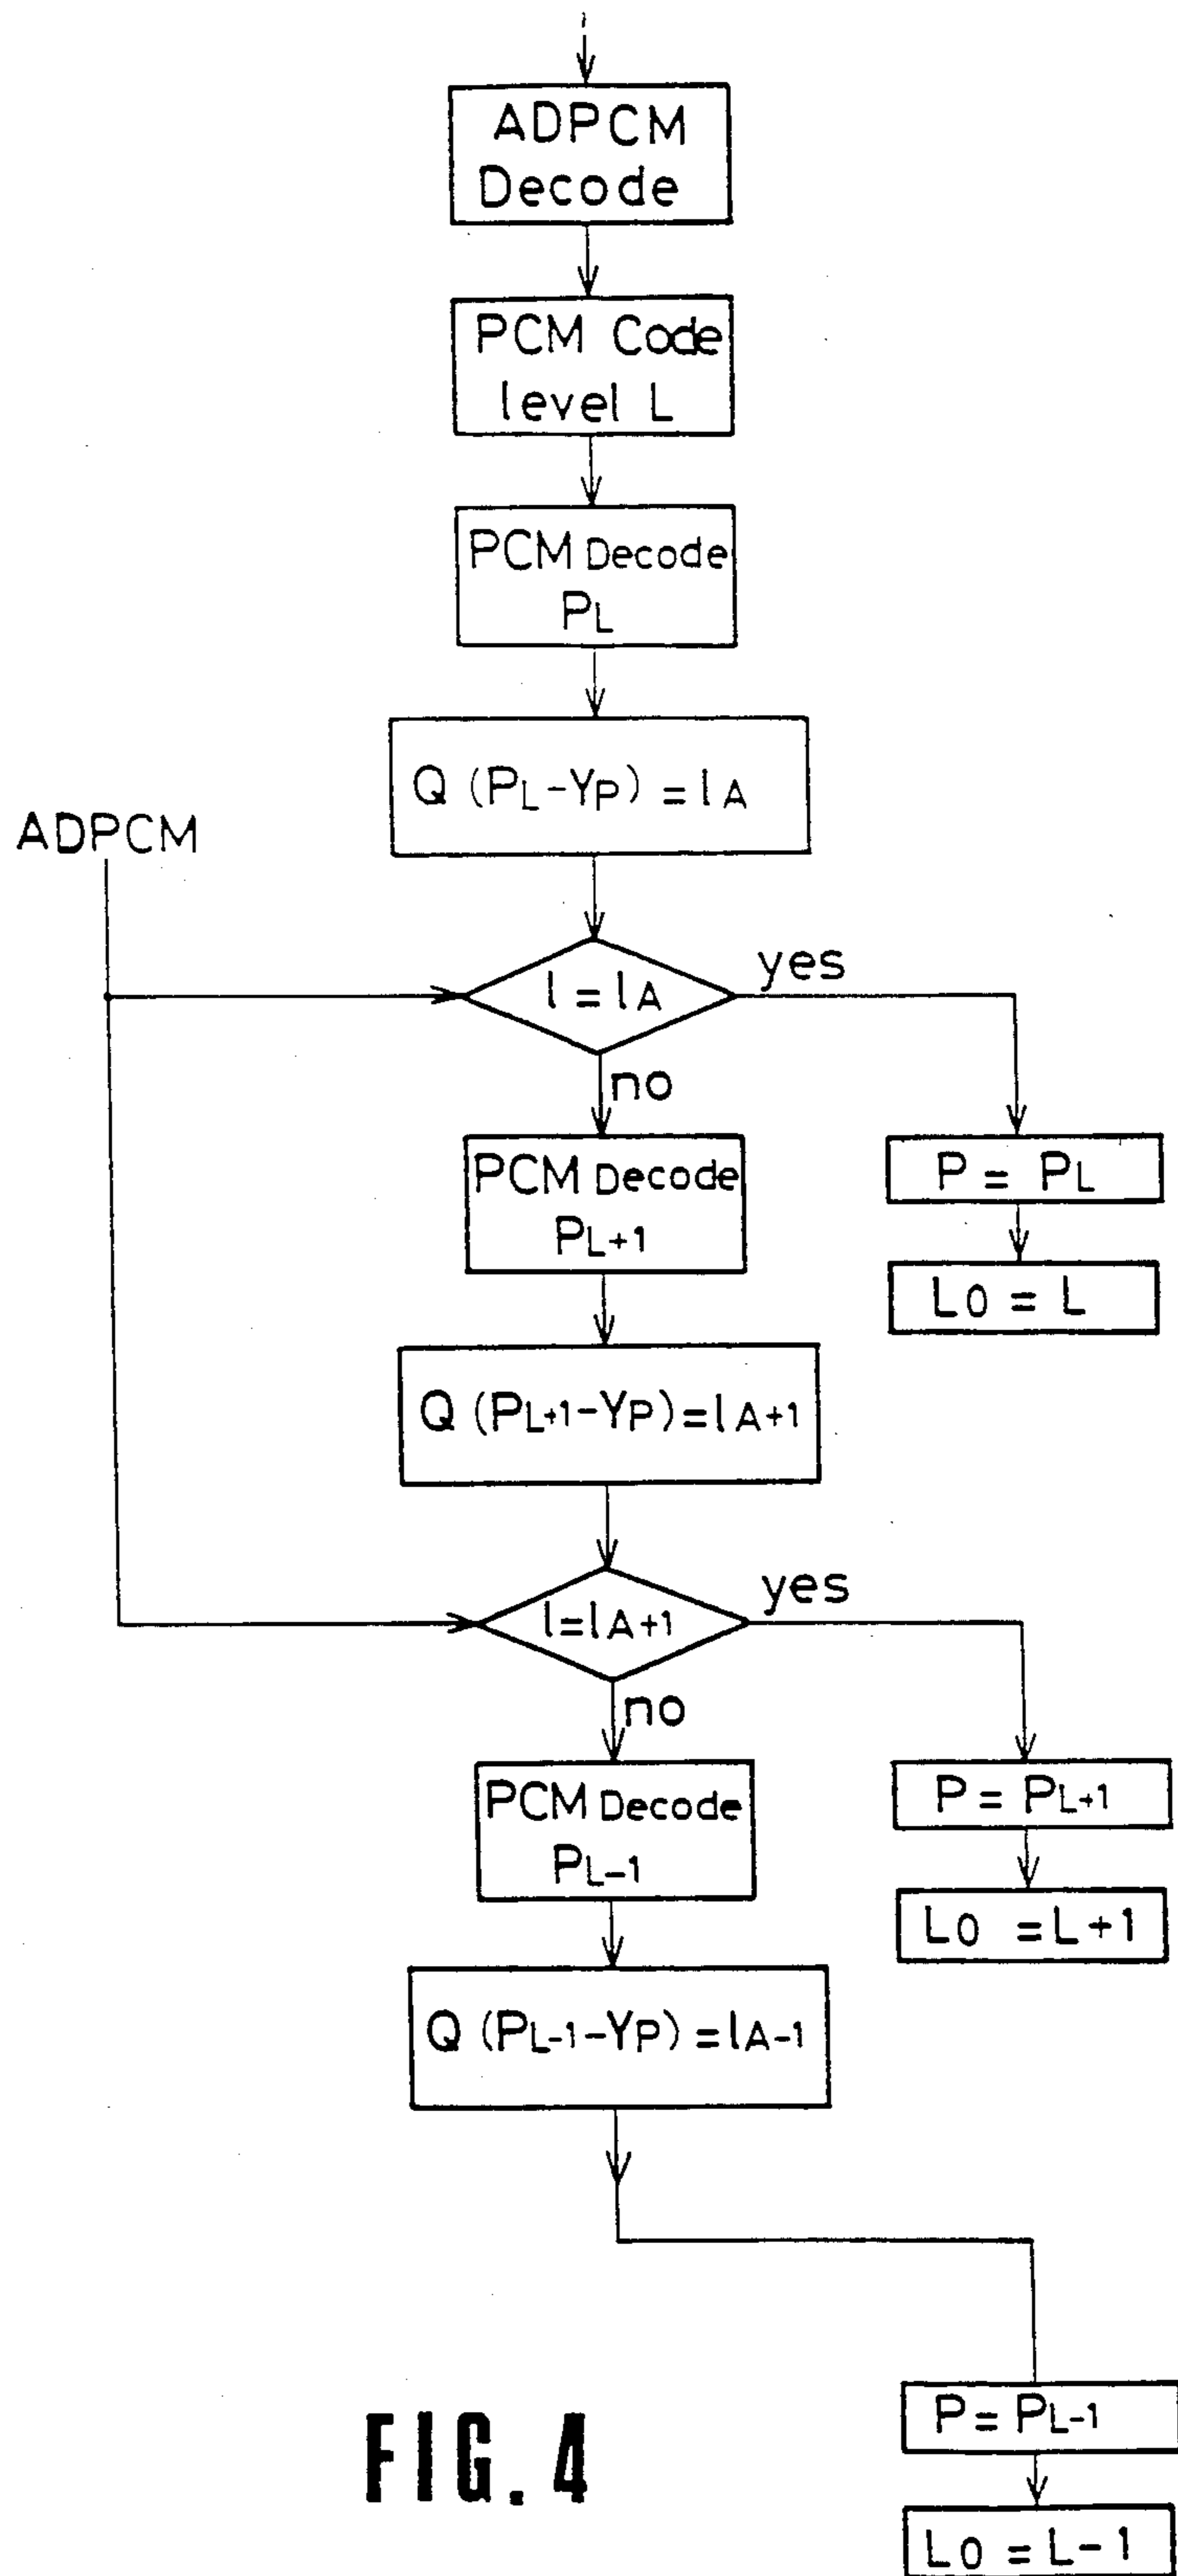 ADPCM
Decode
PCM Code
level L
PCM Decode
PL
Q (PL-YP) = lA
ADPCM
l = lA
yes
no
PCM Decode
PL+1
P = PL
L0 = L
Q (PL+1-YP) = lA+1
l=lA+1
yes
no
PCM Decode
PL-1
P = PL+1
L0 = L+1
Q (PL-1-YP) = lA-1
P = PL-1
L0 = L-1
FIG. 4